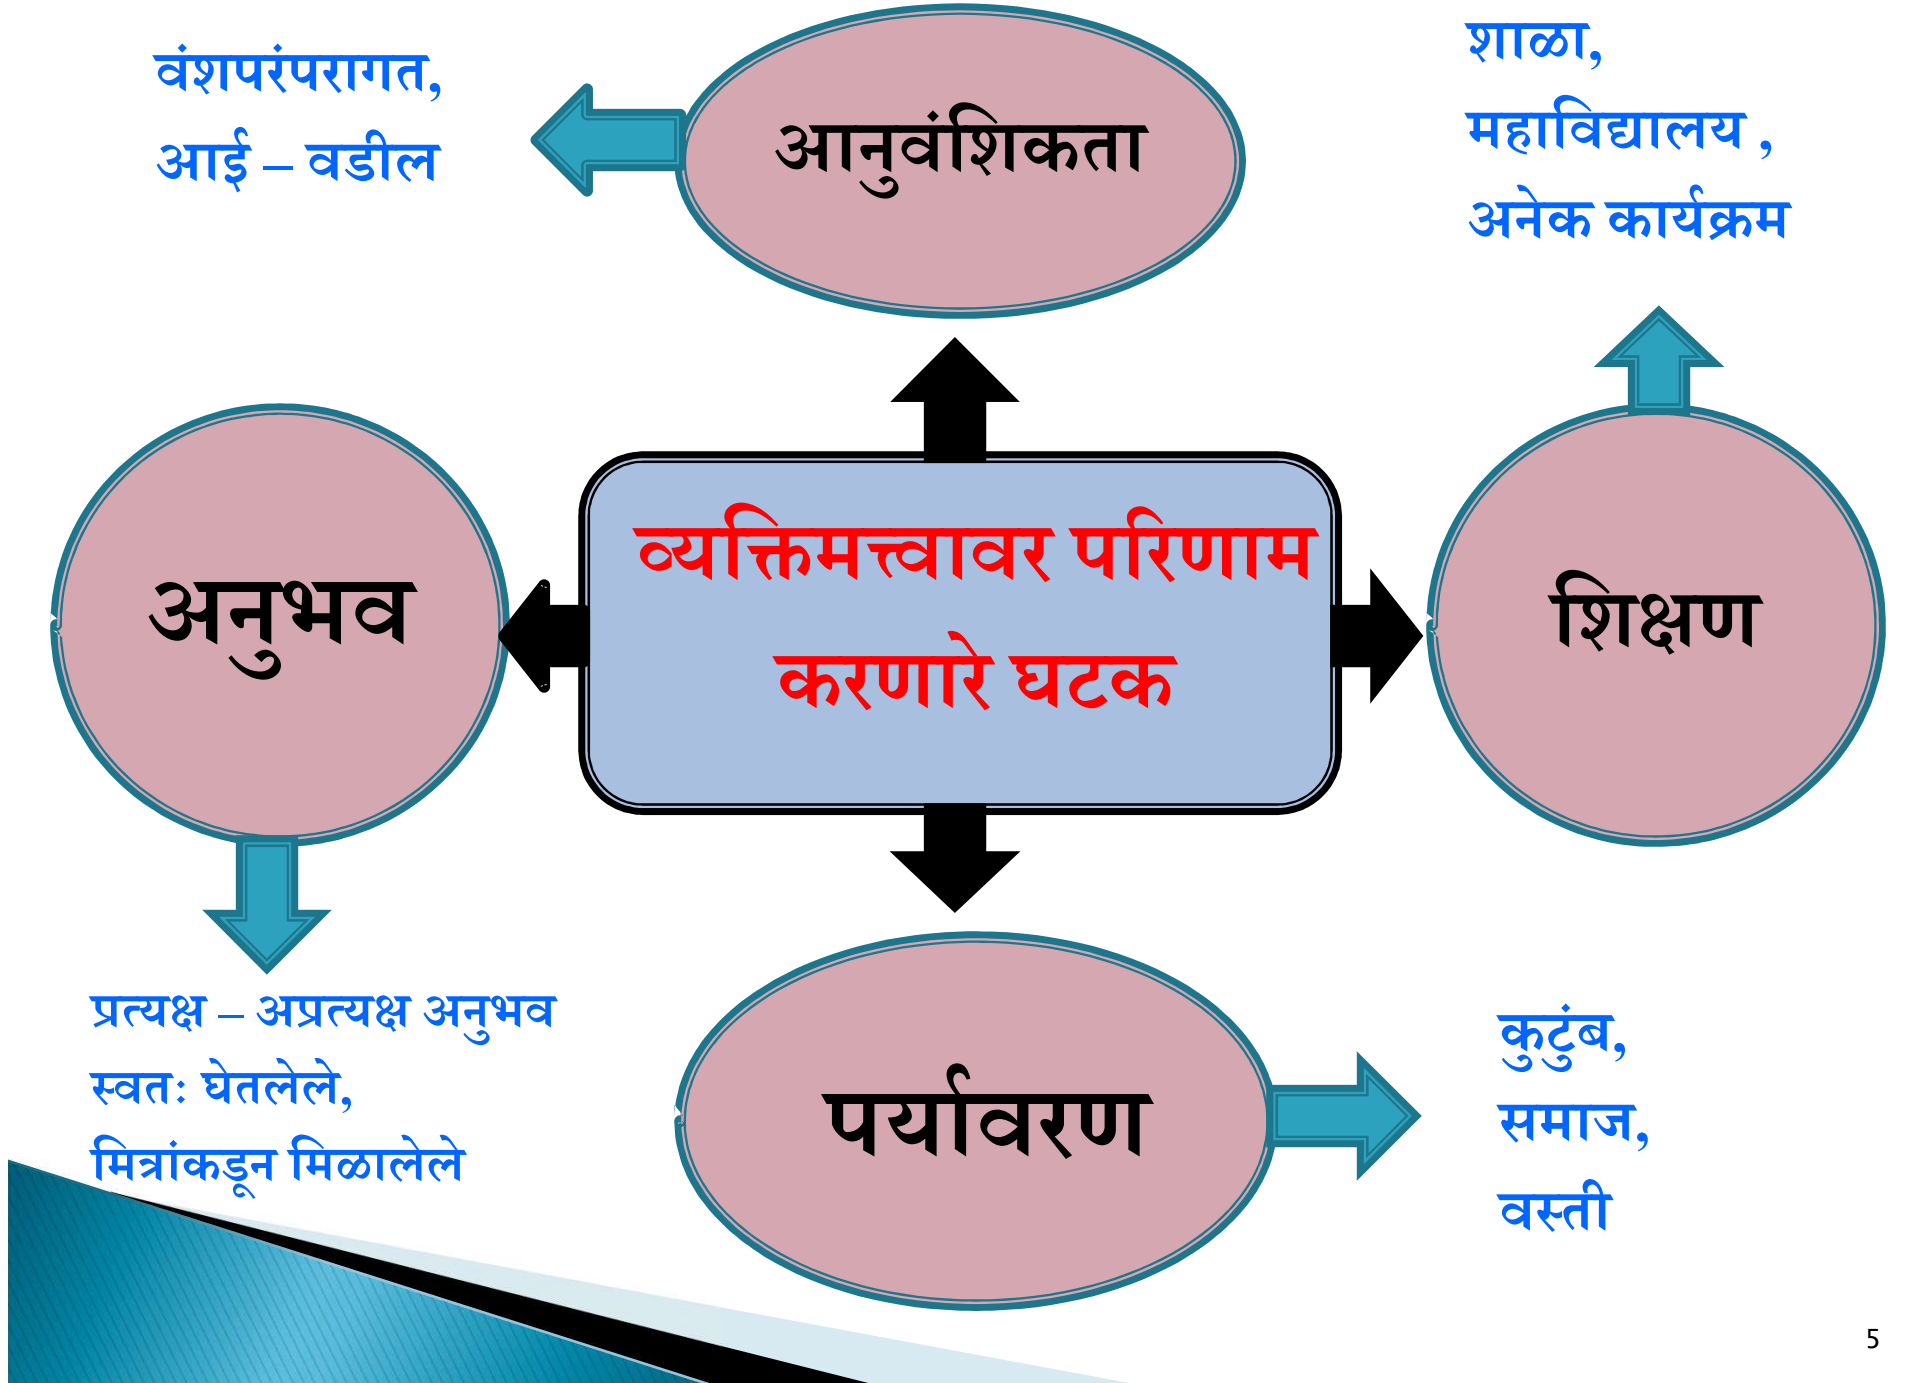 वंशपरंपरागत,
आई – वडील
आनुवंशिकता
शाळा,
महाविद्यालय ,
अनेक कार्यक्रम
अनुभव
व्यक्तिमत्त्वावर परिणाम
करणारे घटक
शिक्षण
प्रत्यक्ष – अप्रत्यक्ष अनुभव
स्वतः घेतलेले,
मित्रांकडून मिळालेले
पर्यावरण
कुटुंब,
समाज,
वस्ती
5